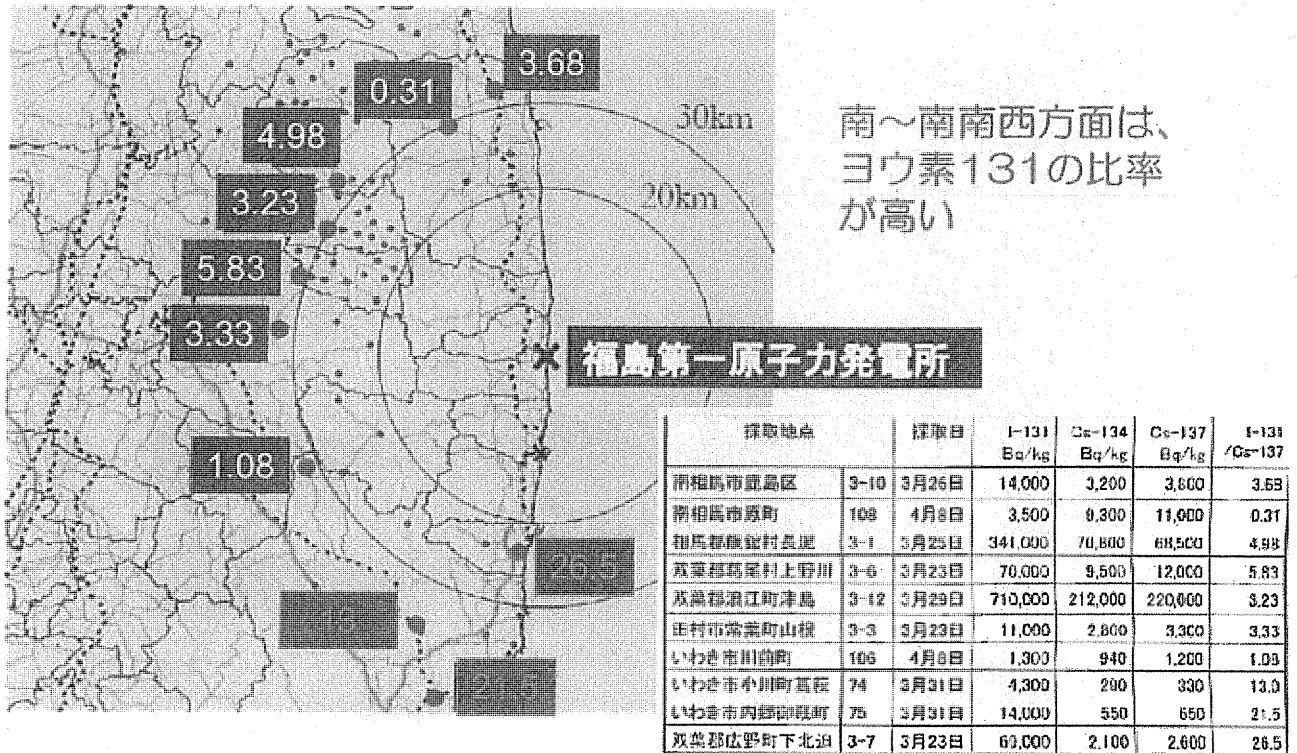 3.68
0.31
30km
4.98
20km
3.23
5.83
3.33
1.08
26.5
南~南南西方面は、
ヨウ素131の比率
が高い
福島第一原子力発電所
採取地点 採取日 I-131 Bq/kg Cs-134 Bq/kg Cs-137 Bq/kg I-131/Cs-137
南相馬市鹿島区 3-10 3月26日 14,000 3,200 3,800 3.68
南相馬市原町 108 4月8日 3,500 9,300 11,000 0.31
相馬郡飯舘村長泥 3-1 3月25日 341,000 68,500 4.98
双葉郡葛尾村上野川 3-6 3月23日 70,000 9,500 12,000 5.83
双葉郡浪江町津島 3-12 3月29日 710,000 212,000 220,000 3.23
田村市常葉町山根 3-3 3月23日 11,000 2,800 3,300 3.33
いわき市川前町 106 4月8日 1,300 940 1,200 1.08
いわき市小川町高萩 74 3月31日 4,300 290 330 13.0
いわき市内郷御厩町 75 3月31日 14,000 550 650 21.5
双葉郡広野町下北迫 3-7 3月23日 69,000 2,100 2,600 26.5